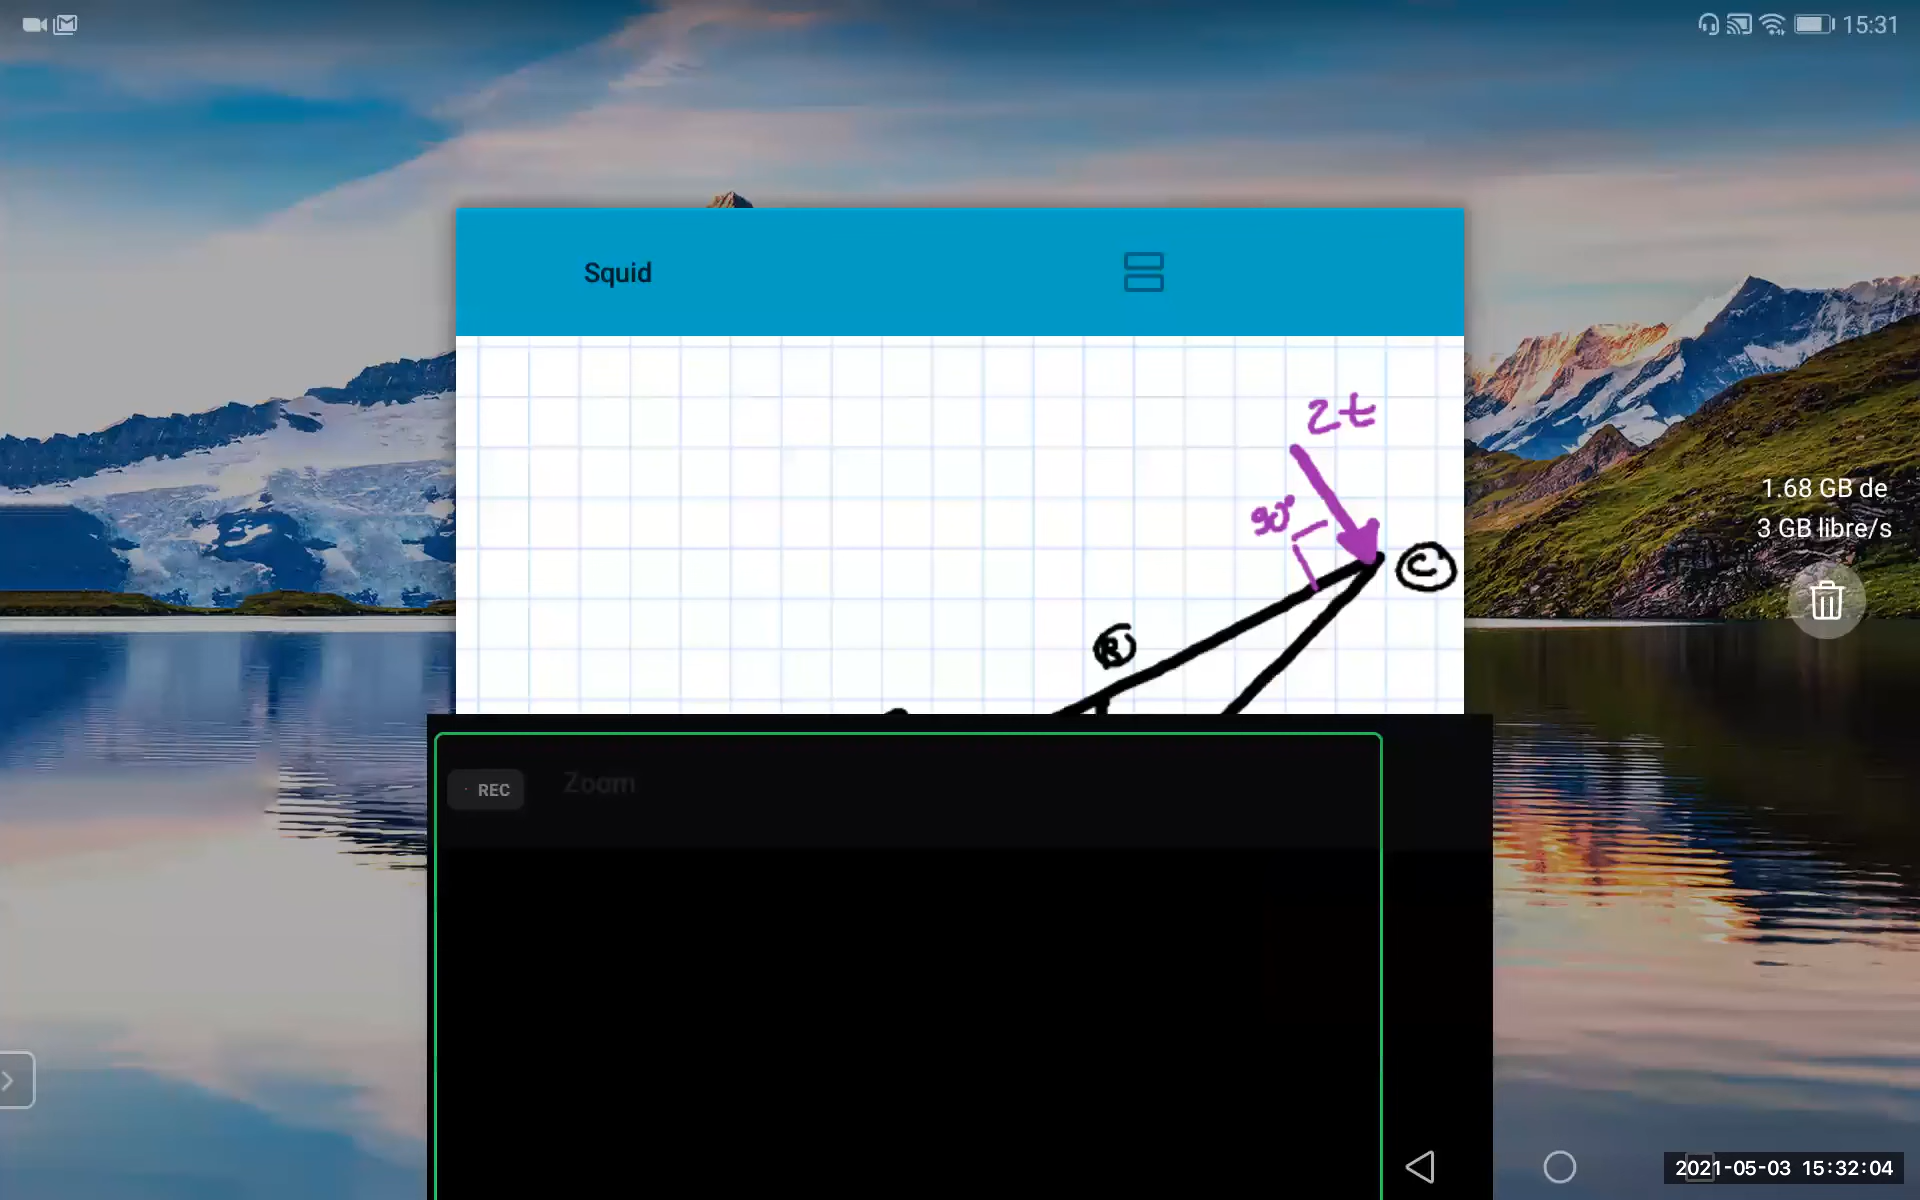 15:31
Squid
2t
90°
C
1.68 GB de
3 GB libre/s
REC
Zoom
2021-05-03 15:32:04